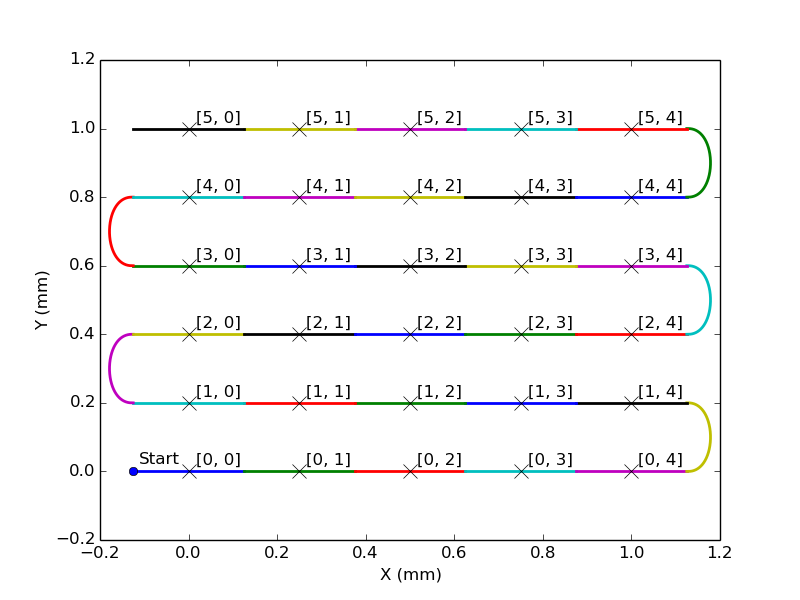 1.2
[5, 0] [5, 1] [5, 2] [5, 3] [5, 4]
1.0
[4, 0] [4, 1] [4, 2] [4, 3] [4, 4]
0.8
[3, 0] [3, 1] [3, 2] [3, 3] [3, 4]
0.6
Y (mm)
[2, 0] [2, 1] [2, 2] [2, 3] [2, 4]
0.4
[1, 0] [1, 1] [1, 2] [1, 3] [1, 4]
0.2
Start [0, 0] [0, 1] [0, 2] [0, 3] [0, 4]
0.0
−0.2
−0.2 0.0 0.2 0.4 0.6 0.8 1.0 1.2
X (mm)